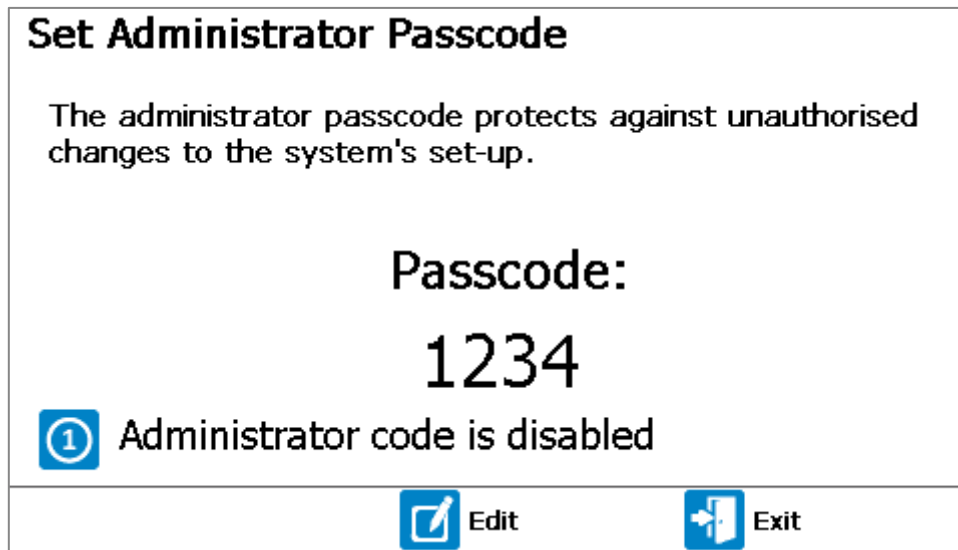 Set Administrator Passcode
The administrator passcode protects against unauthorised
changes to the system's set-up.
Passcode:
1234
1 Administrator code is disabled
Edit Exit